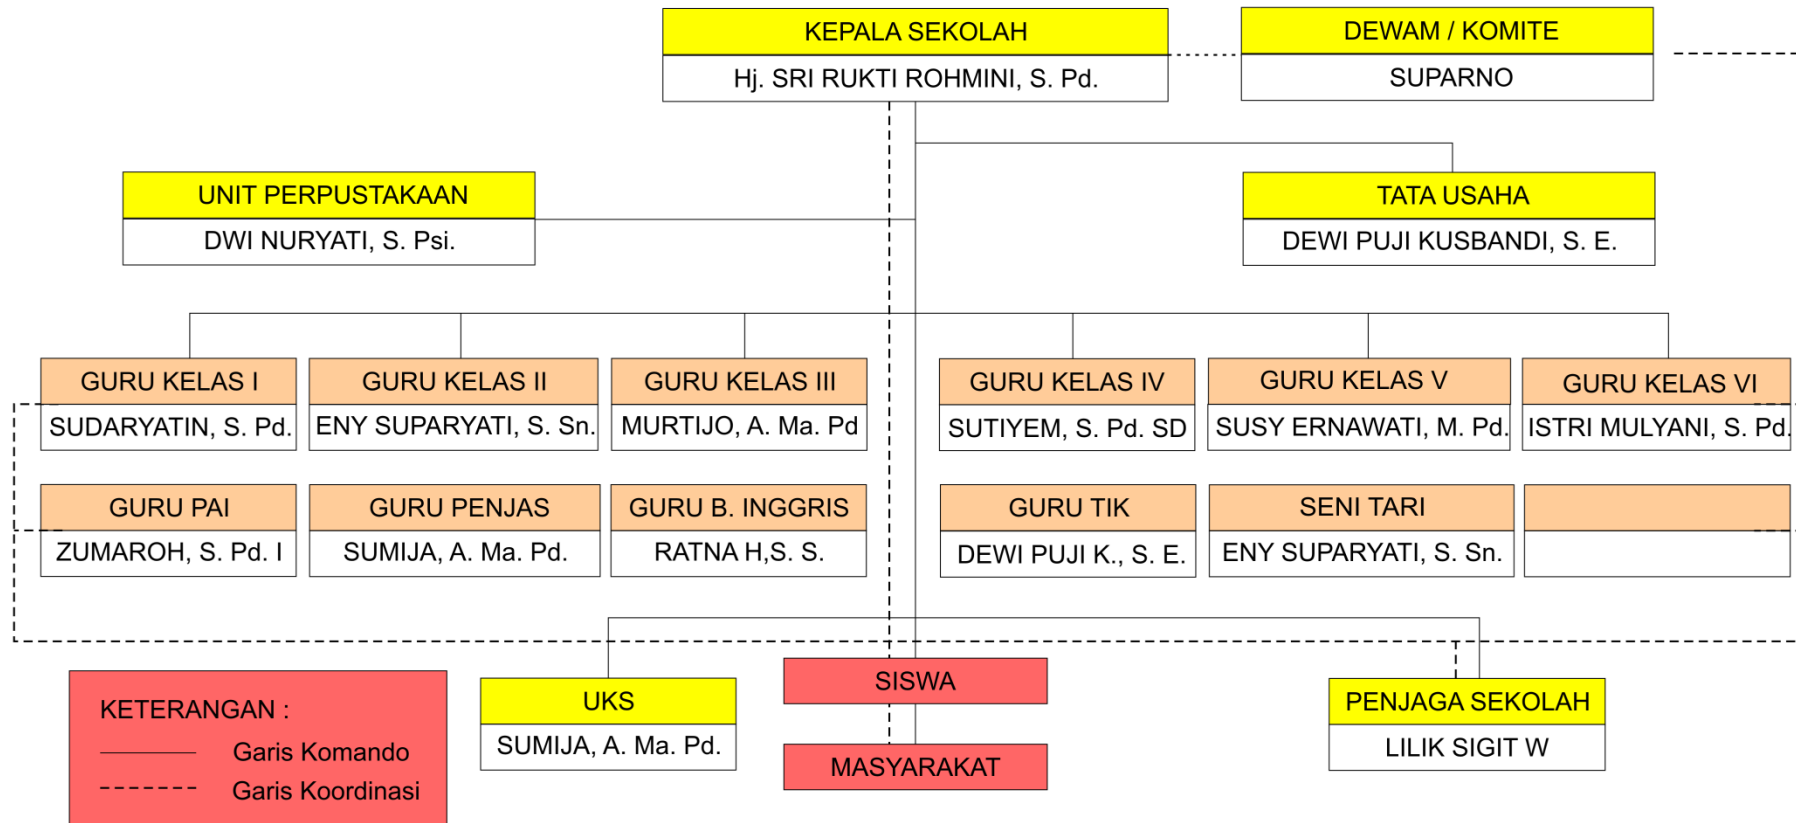 KEPALA SEKOLAH
Hj. SRI RUKTI ROHMINI, S. Pd.
DEWAM / KOMITE
SUPARNO
UNIT PERPUSTAKAAN
DWI NURYATI, S. Psi.
TATA USAHA
DEWI PUJI KUSBANDI, S. E.
GURU KELAS I
SUDARYATIN, S. Pd.
GURU KELAS II
ENY SUPARYATI, S. Sn.
GURU KELAS III
MURTIJO, A. Ma. Pd
GURU KELAS IV
SUTIYEM, S. Pd. SD
GURU KELAS V
SUSY ERNAWATI, M. Pd.
GURU KELAS VI
ISTRI MULYANI, S. Pd.
GURU PAI
ZUMAROH, S. Pd. I
GURU PENJAS
SUMIJA, A. Ma. Pd.
GURU B. INGGRIS
RATNA H,S. S.
GURU TIK
DEWI PUJI K., S. E.
SENI TARI
ENY SUPARYATI, S. Sn.
KETERANGAN :
Garis Komando
Garis Koordinasi
UKS
SUMIJA, A. Ma. Pd.
SISWA
MASYARAKAT
PENJAGA SEKOLAH
LILIK SIGIT W